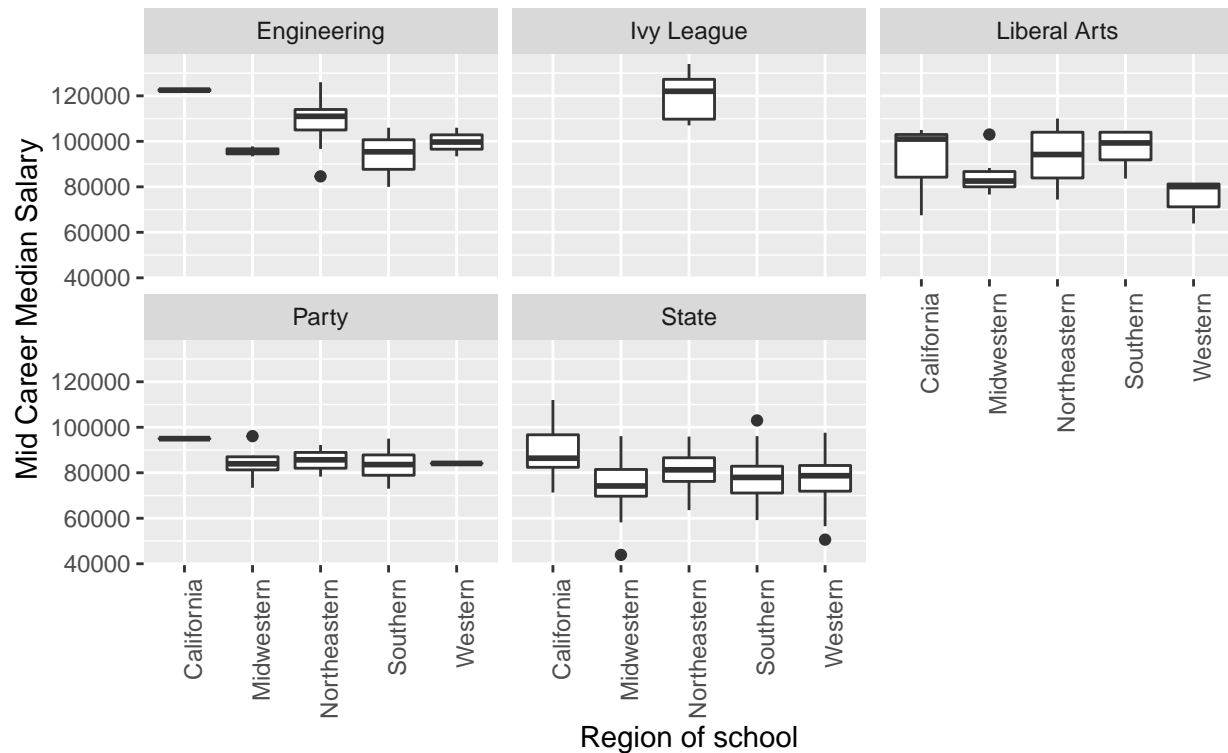 Engineering
Ivy League
Liberal Arts
Mid Career Median Salary
120000
100000
80000
60000
40000
California
Midwestern
Northeastern
Southern
Western
Party
State
120000
100000
80000
60000
40000
California
Midwestern
Northeastern
Southern
Western
California
Midwestern
Northeastern
Southern
Western
Region of school